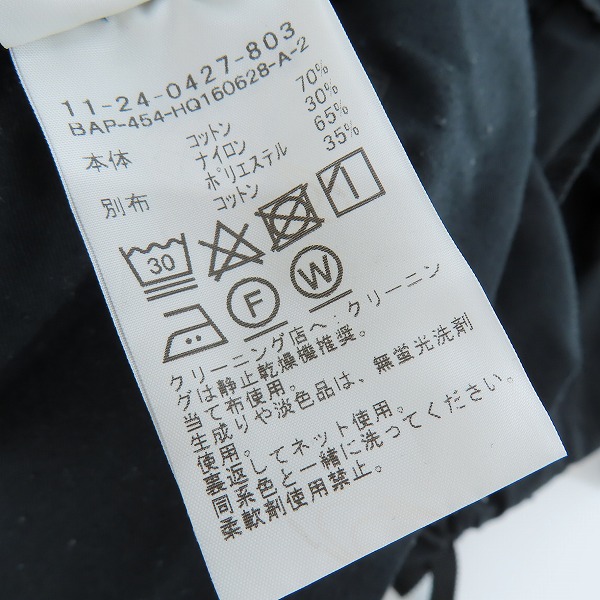 11-24-0427-803
BAP-454-HQ160628-A-2
本体 コットン 70%
ナイロン 30%
別布 ポリエステル 65%
コットン 35%
30
F W
クリーニング店へ:クリーニン
グは静止乾燥機推奨。
当て布使用。
生成りや淡色品は、無蛍光洗剤
使用。
裏返してネット使用。
同系色と一緒に洗ってください。
柔軟剤使用禁止。